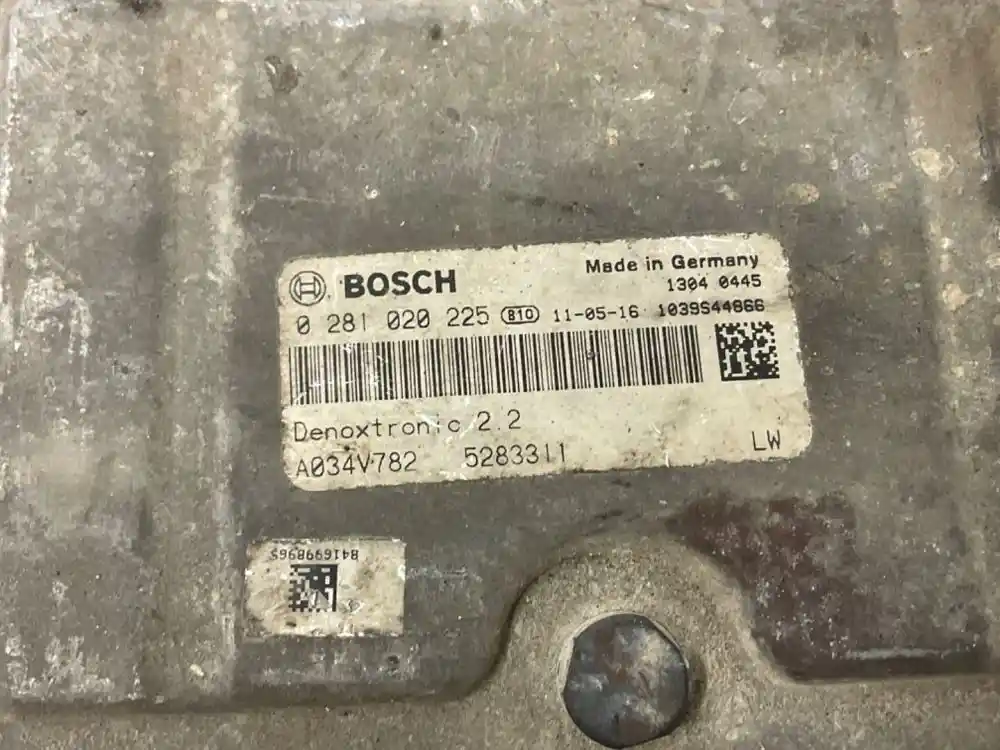 BOSCH
Made in Germany
1304 0445
0 281 020 225 B10 11-05-16 1039S44866
Denoxtronic 2.2
A034V782 5283311
LW
8416998965